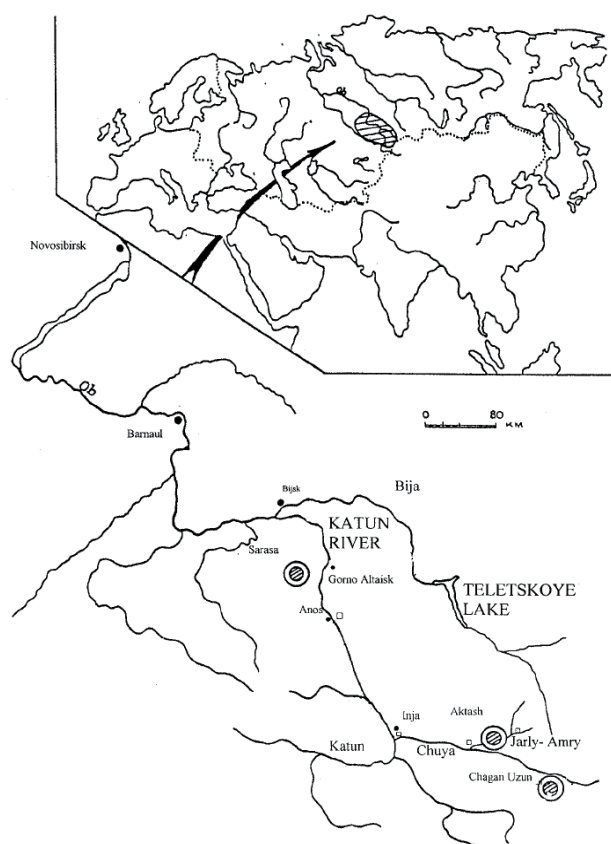 Ob
Novosibirsk
Ob
0 80
KM
Barnaul
Bijsk
Bija
KATUN
RIVER
Sarasa
Gorno Altaisk
TELETSKOYE
LAKE
Anos
Inja
Aktash
Katun
Chuya
Jarly- Amry
Chagan Uzun